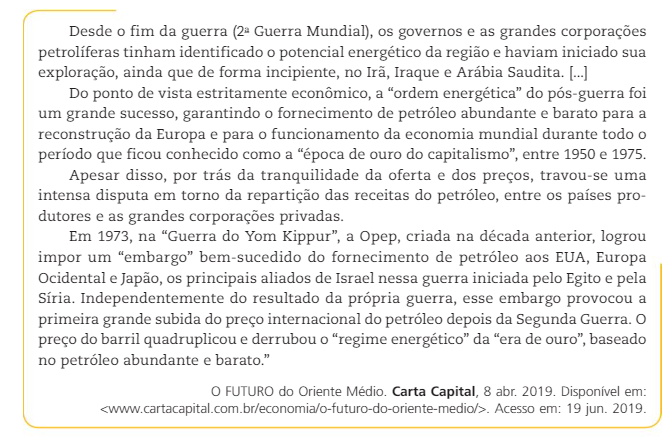 Desde o fim da guerra (2ª Guerra Mundial), os governos e as grandes corporações
petrolíferas tinham identificado o potencial energético da região e haviam iniciado sua
exploração, ainda que de forma incipiente, no Irã, Iraque e Arábia Saudita. [...]
Do ponto de vista estritamente econômico, a “ordem energética” do pós-guerra foi
um grande sucesso, garantindo o fornecimento de petróleo abundante e barato para a
reconstrução da Europa e para o funcionamento da economia mundial durante todo o
período que ficou conhecido como a “época de ouro do capitalismo”, entre 1950 e 1975.
Apesar disso, por trás da tranquilidade da oferta e dos preços, travou-se uma
intensa disputa em torno da repartição das receitas do petróleo, entre os países pro-
dutores e as grandes corporações privadas.
Em 1973, na “Guerra do Yom Kippur”, a Opep, criada na década anterior, logrou
impor um “embargo” bem-sucedido do fornecimento de petróleo aos EUA, Europa
Ocidental e Japão, os principais aliados de Israel nessa guerra iniciada pelo Egito e pela
Síria. Independentemente do resultado da própria guerra, esse embargo provocou a
primeira grande subida do preço internacional do petróleo depois da Segunda Guerra. O
preço do barril quadruplicou e derrubou o “regime energético” da “era de ouro”, baseado
no petróleo abundante e barato.”
O FUTURO do Oriente Médio. Carta Capital, 8 abr. 2019. Disponível em:
<www.cartacapital.com.br/economia/o-futuro-do-oriente-medio/>. Acesso em: 19 jun. 2019.